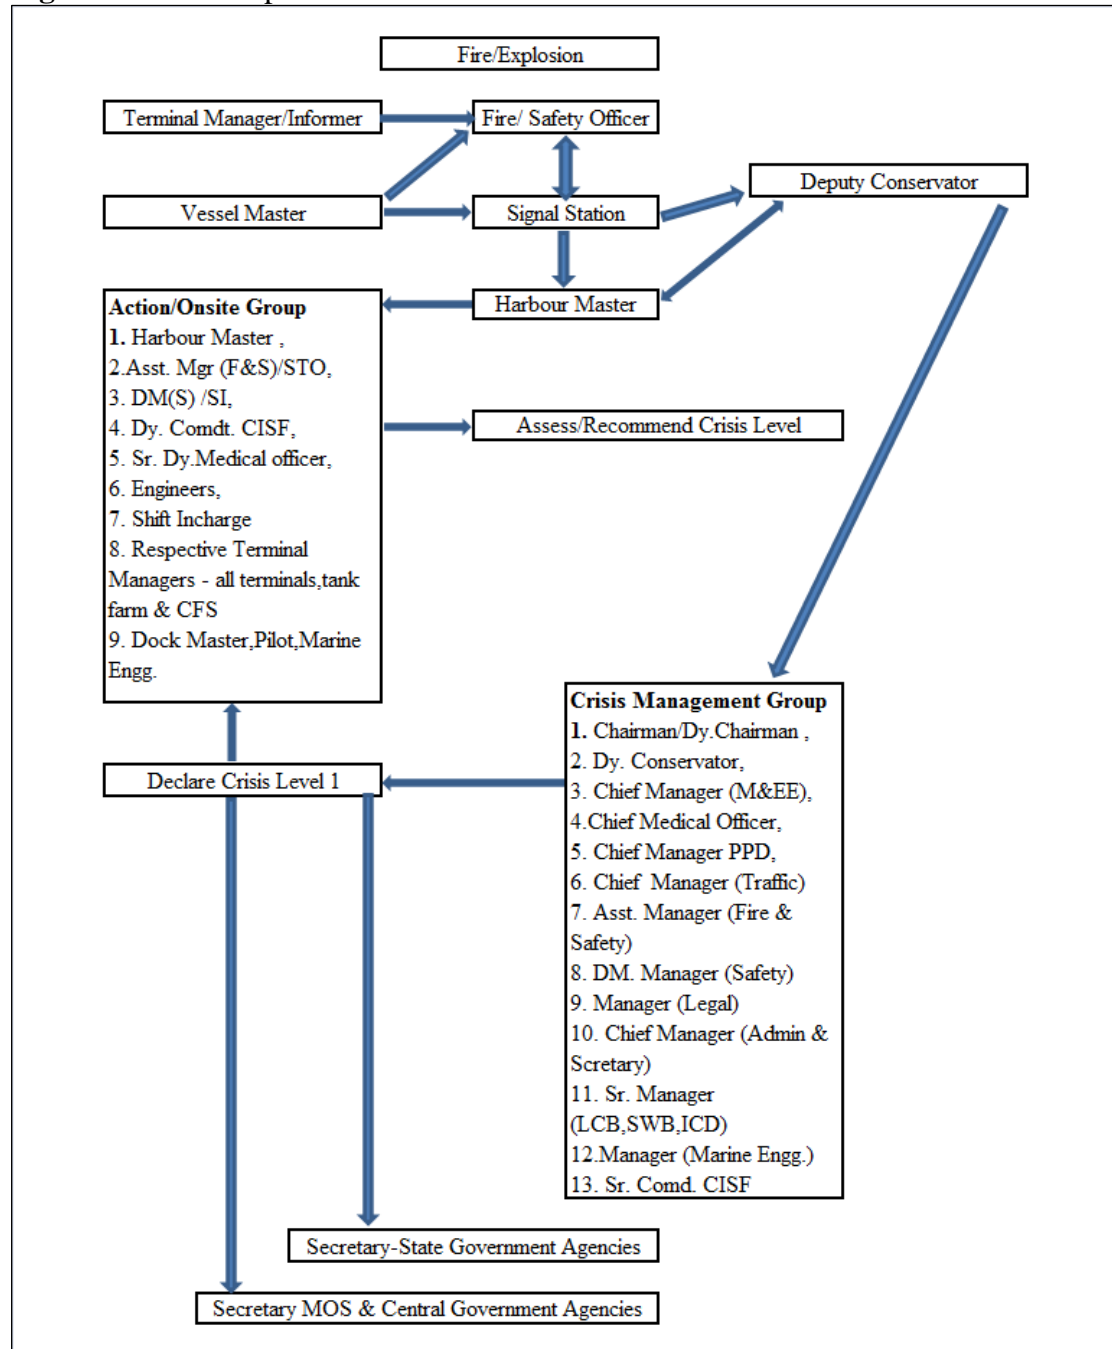 Fire/Explosion
Terminal Manager/Informer
Fire/ Safety Officer
Deputy Conservator
Vessel Master
Signal Station
Harbour Master
Action/Onsite Group
1. Harbour Master ,
2.Asst. Mgr (F&S)/STO,
3. DM(S) /SI,
4. Dy. Comdt. CISF,
5. Sr. Dy.Medical officer,
6. Engineers,
7. Shift Incharge
8. Respective Terminal
Managers - all terminals,tank
farm & CFS
9. Dock Master,Pilot,Marine
Engg.
Assess/Recommend Crisis Level
Crisis Management Group
1. Chairman/Dy.Chairman ,
2. Dy. Conservator,
3. Chief Manager (M&EE),
4.Chief Medical Officer,
5. Chief Manager PPD,
6. Chief Manager (Traffic)
7. Asst. Manager (Fire &
Safety)
8. DM. Manager (Safety)
9. Manager (Legal)
10. Chief Manager (Admin &
Scretary)
11. Sr. Manager
(LCB,SWB,ICD)
12.Manager (Marine Engg.)
13. Sr. Comd. CISF
Declare Crisis Level 1
Secretary-State Government Agencies
Secretary MOS & Central Government Agencies